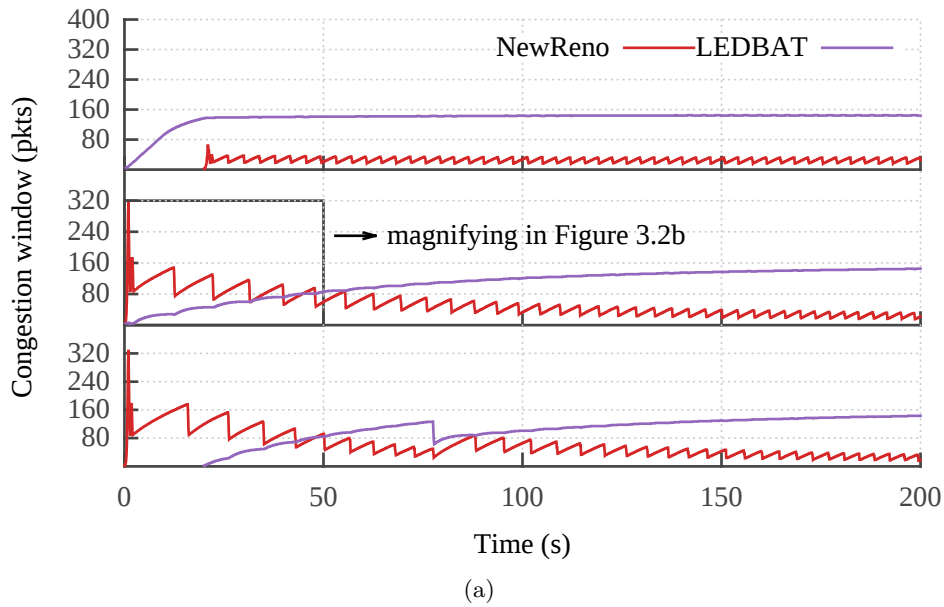 400
320
240
160
80
NewReno LEDBAT
320
240
160
80
magnifying in Figure 3.2b
320
240
160
80
0 50 100 150 200
Congestion window (pkts)
Time (s)
(a)